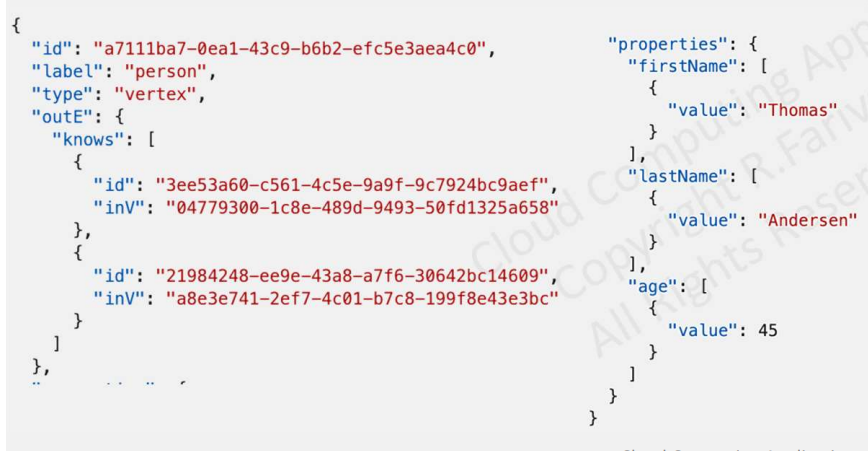 {
"id": "a7111ba7-0ea1-43c9-b6b2-efc5e3aea4c0",
"label": "person",
"type": "vertex",
"outE": {
"knows": [
{
"id": "3ee53a60-c561-4c5e-9a9f-9c7924bc9aef",
"inV": "04779300-1c8e-489d-9493-50fd1325a658"
},
{
"id": "21984248-ee9e-43a8-a7f6-30642bc14609",
"inV": "a8e3e741-2ef7-4c01-b7c8-199f8e43e3bc"
}
]
},
"properties": {
"firstName": [
{
"value": "Thomas"
}
],
"lastName": [
{
"value": "Andersen"
}
],
"age": [
{
"value": 45
}
]
}
}
Cloud Computing App
Copyright R.Fariv
All Rights Reser